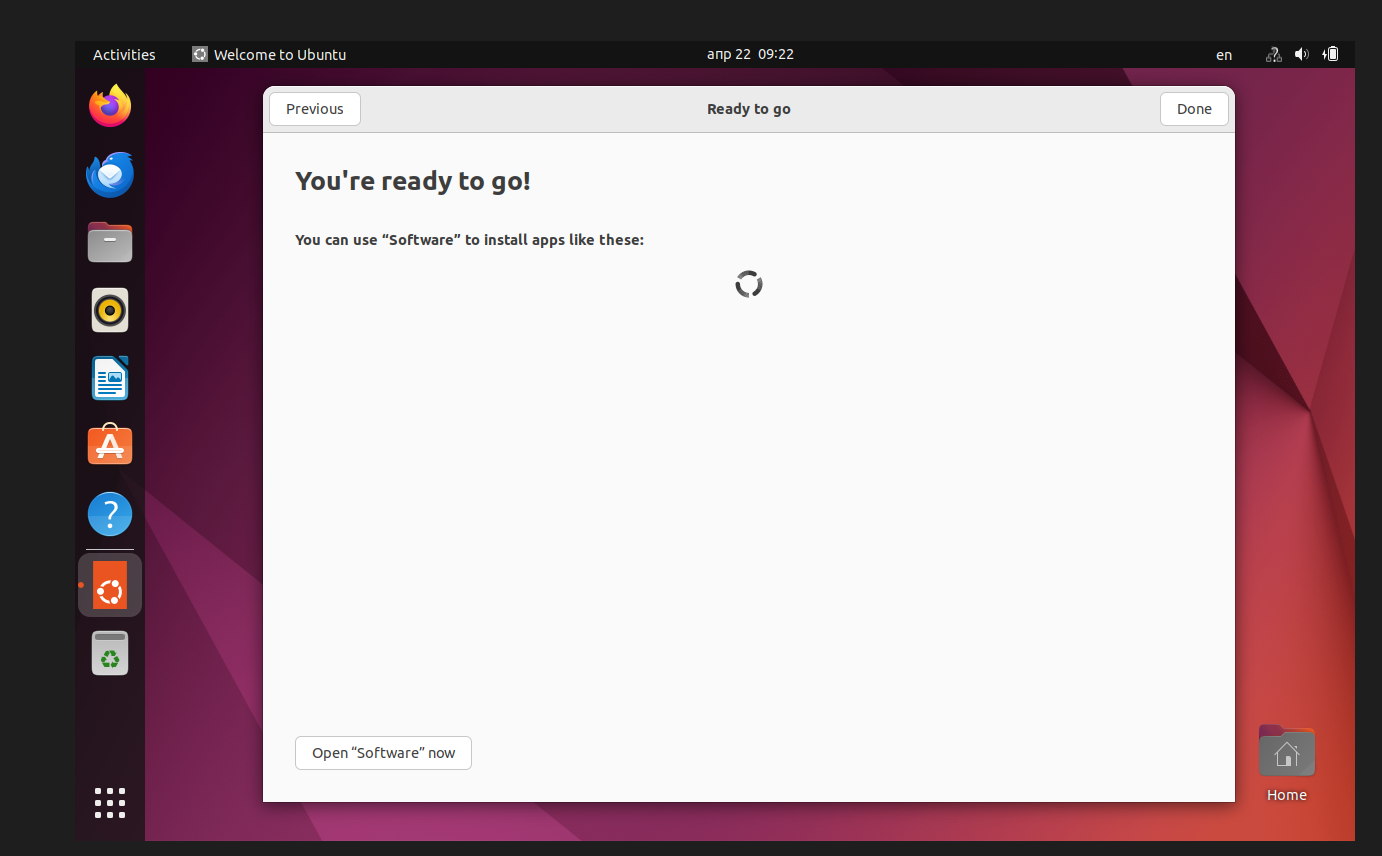 Activities
Welcome to Ubuntu
апр 22 09:22
en
Previous
Ready to go
Done
You're ready to go!
You can use “Software” to install apps like these:
Open “Software” now
Home